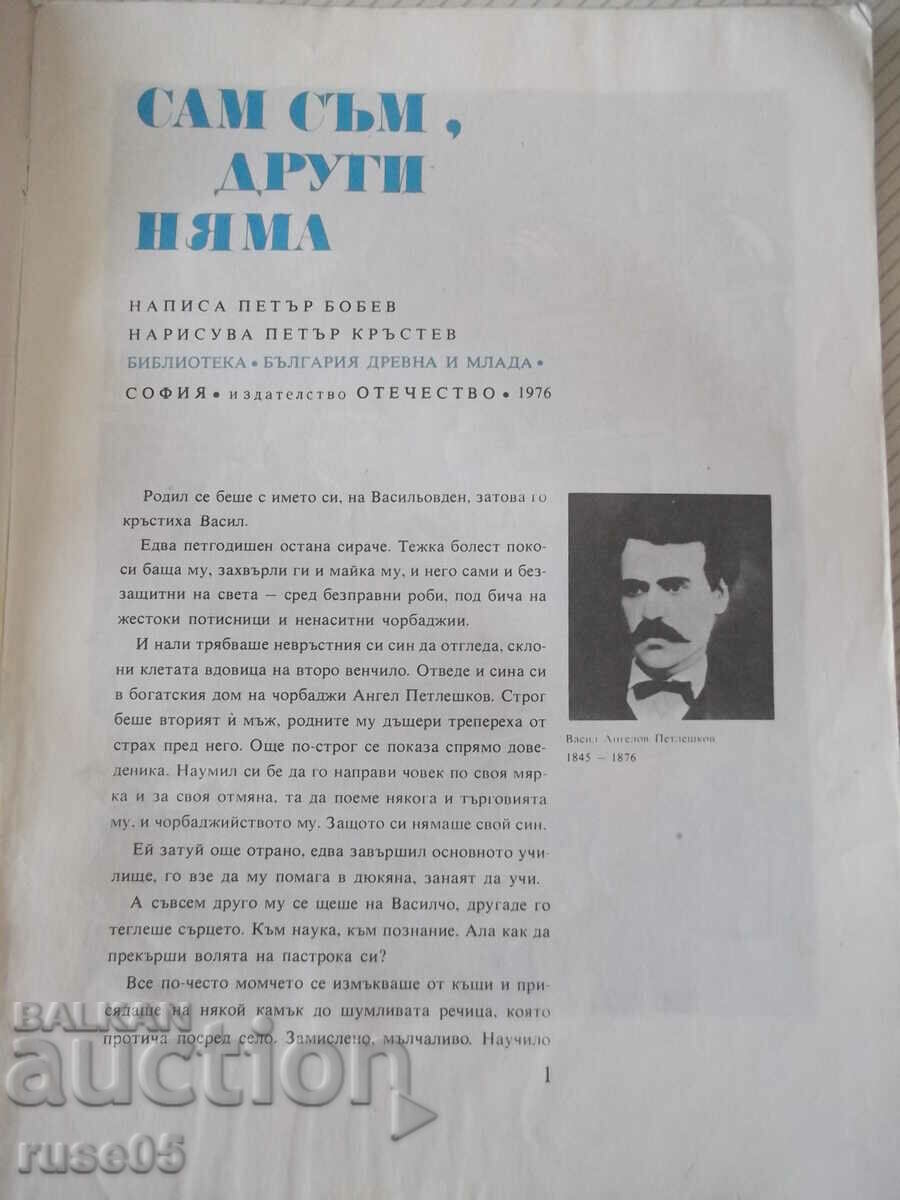 САМ СЪМ,
ДРУГИ
НЯМА
НАПИСА ПЕТЪР БОБЕВ
НАРИСУВА ПЕТЪР КРЪСТЕВ
БИБЛИОТЕКА • БЪЛГАРИЯ ДРЕВНА И МЛАДА •
СОФИЯ • издателство ОТЕЧЕСТВО • 1976
Родил се беше с името си, на Васильовден, затова го
кръстиха Васил.
Едва петгодишен остана сираче. Тежка болест поко-
си баща му, захвърли ги и майка му, и него сами и без-
защитни на света — сред безправни роби, под бича на
жестоки потисници и ненаситни чорбаджии.
И нали трябваше невръстния си син да отгледа, скло-
ни клетата вдовица на второ венчило. Отведе и сина си
в богатския дом на чорбаджи Ангел Петлешков. Строг
беше вторият ѝ мъж, родните му дъщери трепереха от
страх пред него. Още по-строг се показа спрямо дове-
деника. Наумил си бе да го направи човек по своя мяр-
ка и за своя отмяна, та да поеме някога и търговията
му, и чорбаджийството му. Защото си нямаше свой син.
Ей затуй още отрано, едва завършил основното учи-
лище, го взе да му помага в дюкяна, занаят да учи.
А съвсем друго му се щеше на Василчо, другаде го
теглеше сърцето. Към наука, към познание. Ала как да
прекърши волята на пастрока си?
Все по-често момчето се измъкваше от къщи и при-
сядаше на някой камък до шумливата речица, която
протича посред село. Замислено, мълчаливо. Научило
1
Васил Ангелов Петлешков
1845 — 1876
BALKAN
auction
ruse05